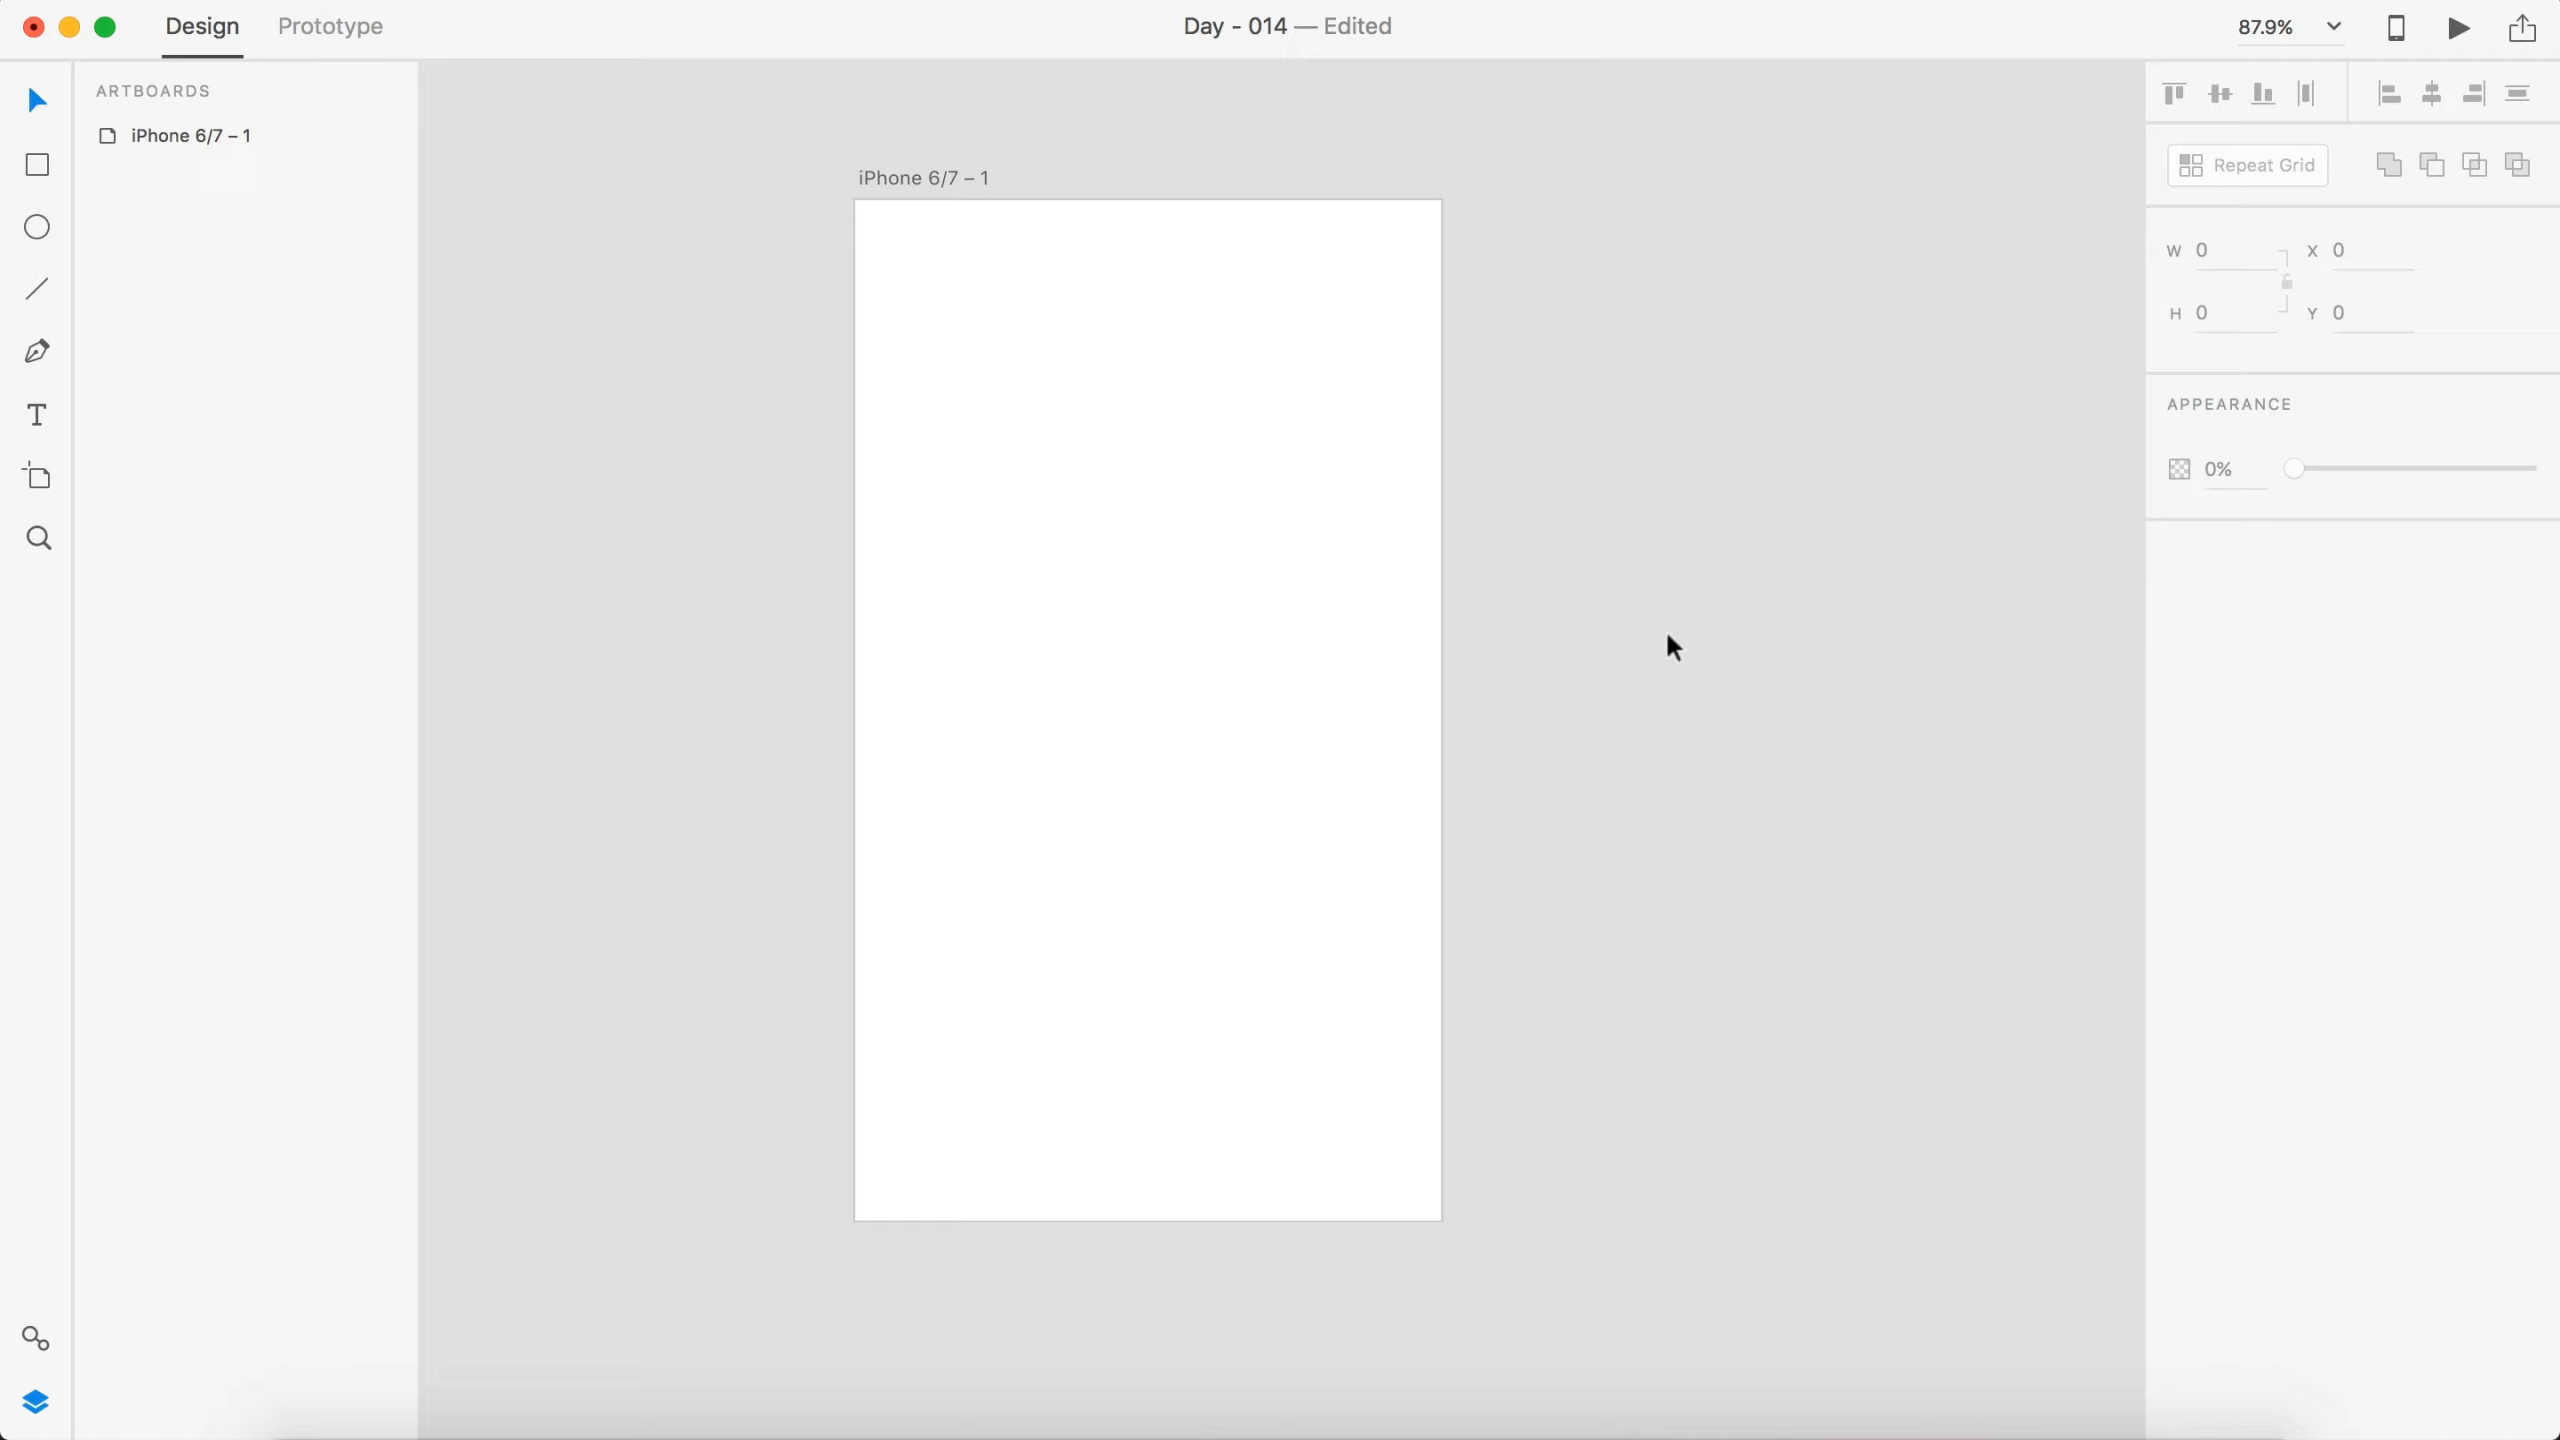 Design
Prototype
Day - 014 — Edited
87.9%
ARTBOARDS
iPhone 6/7 – 1
iPhone 6/7 – 1
Repeat Grid
W 0
X 0
H 0
Y 0
APPEARANCE
0%